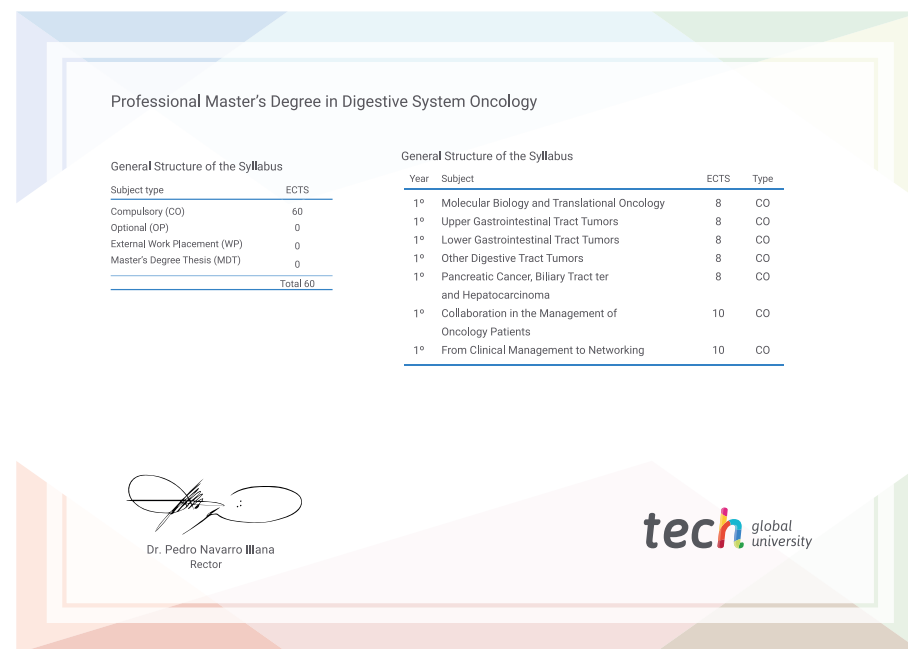 Professional Master's Degree in Digestive System Oncology
General Structure of the Syllabus
Subject type ECTS
Compulsory (CO) 60
Optional (OP) 0
External Work Placement (WP) 0
Master's Degree Thesis (MDT) 0
Total 60
General Structure of the Syllabus
Year Subject ECTS Type
1º Molecular Biology and Translational Oncology 8 CO
1º Upper Gastrointestinal Tract Tumors 8 CO
1º Lower Gastrointestinal Tract Tumors 8 CO
1º Other Digestive Tract Tumors 8 CO
1º Pancreatic Cancer, Biliary Tract ter 8 CO
and Hepatocarcinoma
1º Collaboration in the Management of 10 CO
Oncology Patients
1º From Clinical Management to Networking 10 CO
Dr. Pedro Navarro Illana
Rector
tech global
university